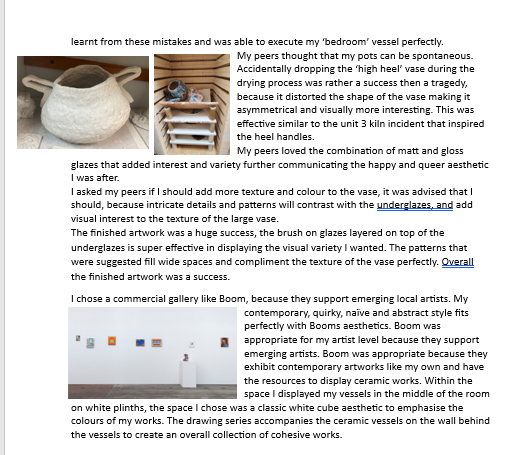 learnt from these mistakes and was able to execute my 'bedroom' vessel perfectly.
My peers thought that my pots can be spontaneous.
Accidentally dropping the 'high heel' vase during the
drying process was rather a success then a tragedy,
because it distorted the shape of the vase making it
asymmetrical and visually more interesting. This was
effective similar to the unit 3 kiln incident that inspired
the heel handles.
My peers loved the combination of matt and gloss
glazes that added interest and variety further communicating the happy and queer aesthetic
I was after.
I asked my peers if I should add more texture and colour to the vase, it was advised that I
should, because intricate details and patterns will contrast with the underglazes, and add
visual interest to the texture of the large vase.
The finished artwork was a huge success, the brush on glazes layered on top of the
underglazes is super effective in displaying the visual variety I wanted. The patterns that
were suggested fill wide spaces and compliment the texture of the vase perfectly. Overall
the finished artwork was a success.
I chose a commercial gallery like Boom, because they support emerging local artists. My
contemporary, quirky, naïve and abstract style fits
perfectly with Booms aesthetics. Boom was
appropriate for my artist level because they support
emerging artists. Boom was appropriate because they
exhibit contemporary artworks like my own and have
the resources to display ceramic works. Within the
space I displayed my vessels in the middle of the room
on white plinths, the space I chose was a classic white cube aesthetic to emphasise the
colours of my works. The drawing series accompanies the ceramic vessels on the wall behind
the vessels to create an overall collection of cohesive works.